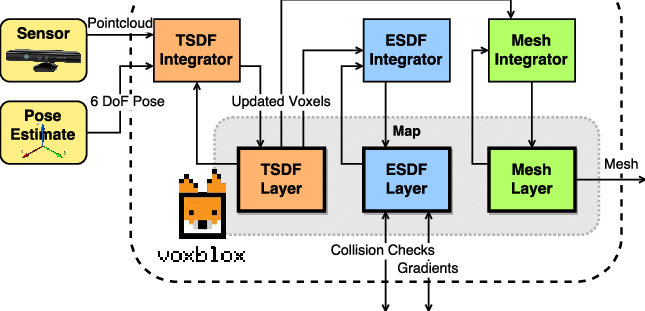 Sensor
Pointcloud
TSDF
Integrator
ESDF
Integrator
Mesh
Integrator
Pose
Estimate
6 DoF Pose
Updated Voxels
Map
TSDF
Layer
ESDF
Layer
Mesh
Layer
Mesh
voxblox
Collision Checks
Gradients